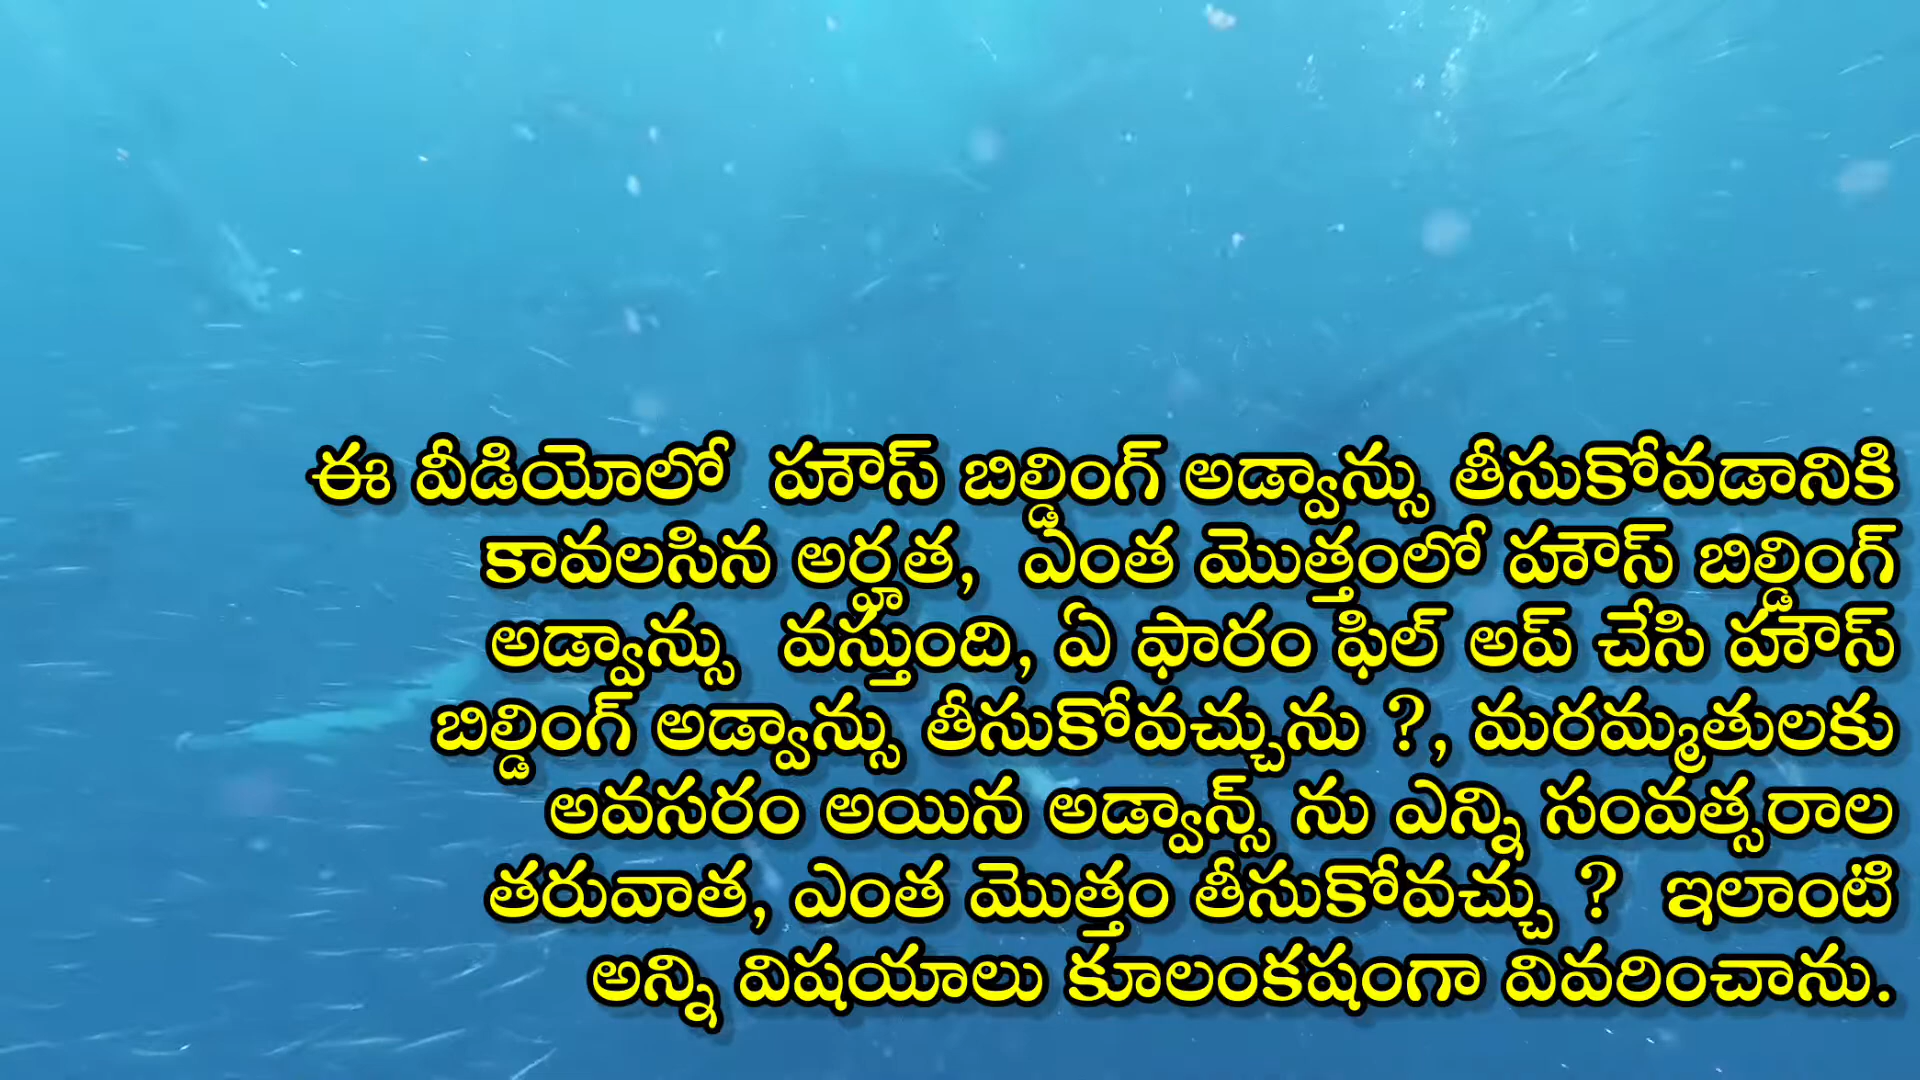 ఈ వీడియోలో హౌస్ బిల్డింగ్ అడ్వాన్సు తీసుకోవడానికి
కావలసిన అర్హత, ఎంత మొత్తంలో హౌస్ బిల్డింగ్
అడ్వాన్సు వస్తుంది, ఏ ఫారం ఫిల్ అప్ చేసి హౌస్
బిల్డింగ్ అడ్వాన్సు తీసుకోవచ్చును ?, మరమ్మతులకు
అవసరం అయిన అడ్వాన్స్ ను ఎన్ని సంవత్సరాల
తరువాత, ఎంత మొత్తం తీసుకోవచ్చు ? ఇలాంటి
అన్ని విషయాలు కూలంకషంగా వివరించాను.